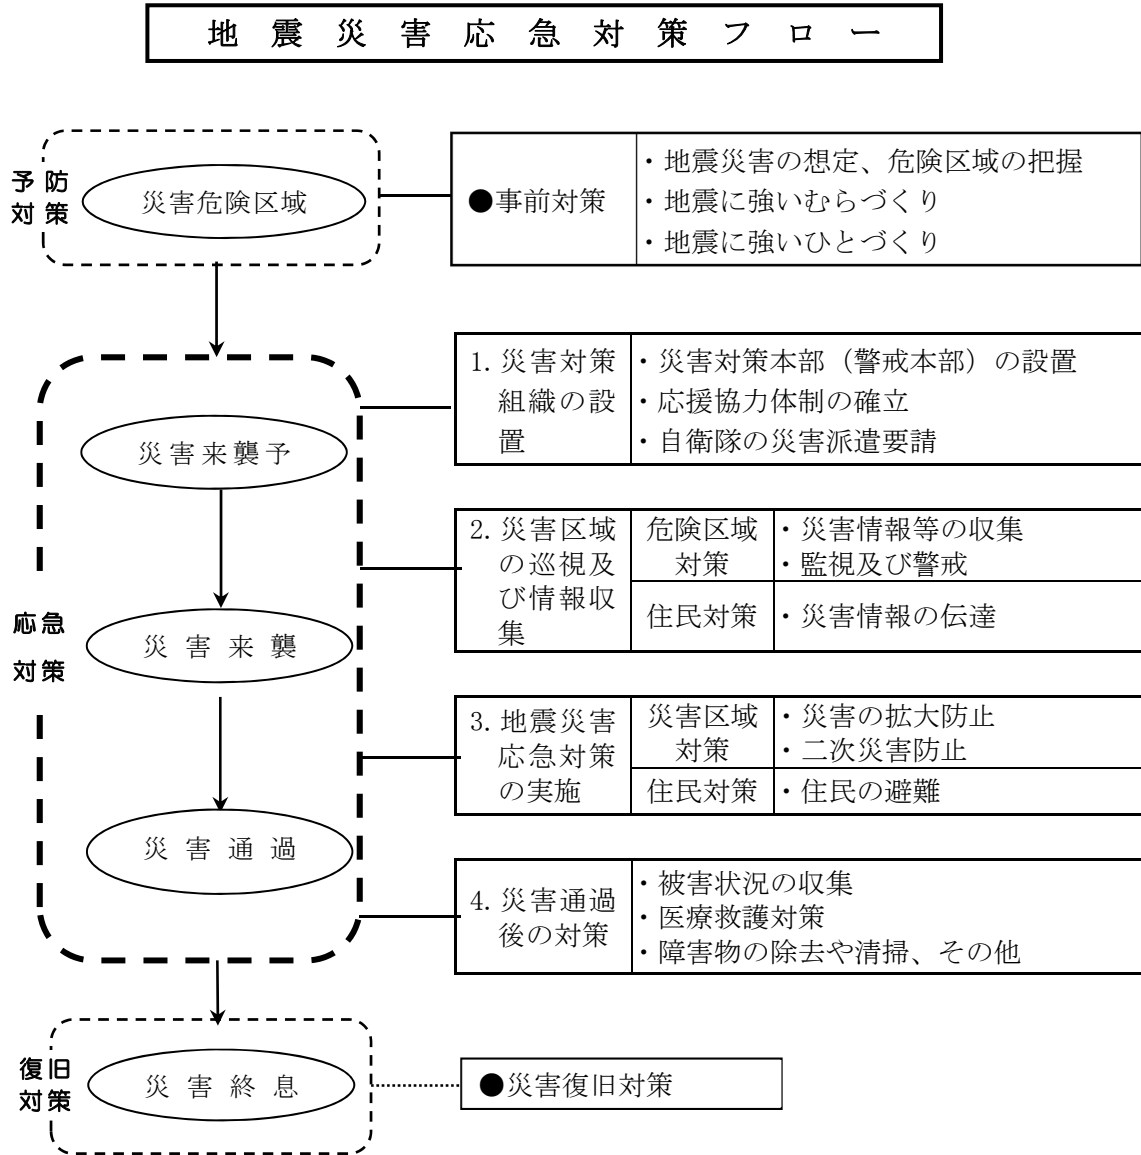 地震災害応急対策フロー
予防
対策
災害危険区域
●事前対策
・地震災害の想定、危険区域の把握
・地震に強いむらづくり
・地震に強いひとづくり
応急
対策
災害来襲予
災害来襲
災害通過
1. 災害対策
組織の設
置
・災害対策本部（警戒本部）の設置
・応援協力体制の確立
・自衛隊の災害派遣要請
2. 災害区域
の巡視及
び情報収
集
危険区域
対策
・災害情報等の収集
・監視及び警戒
住民対策
・災害情報の伝達
3. 地震災害
応急対策
の実施
災害区域
対策
・災害の拡大防止
・二次災害防止
住民対策
・住民の避難
4. 災害通過
後の対策
・被害状況の収集
・医療救護対策
・障害物の除去や清掃、その他
復旧
対策
災害終息
●災害復旧対策